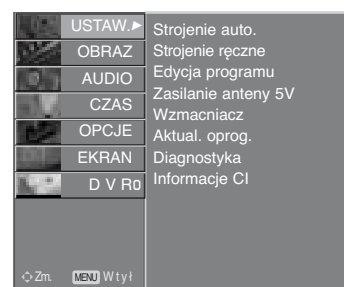 USTAW.
OBRAZ
AUDIO
CZAS
OPCJE
EKRAN
D V R0
Strojenie auto.
Strojenie ręczne
Edycja programu
Zasilanie anteny 5V
Wzmacniacz
Aktual. oprog.
Diagnostyka
Informacje CI
Zm. MENU Wtył